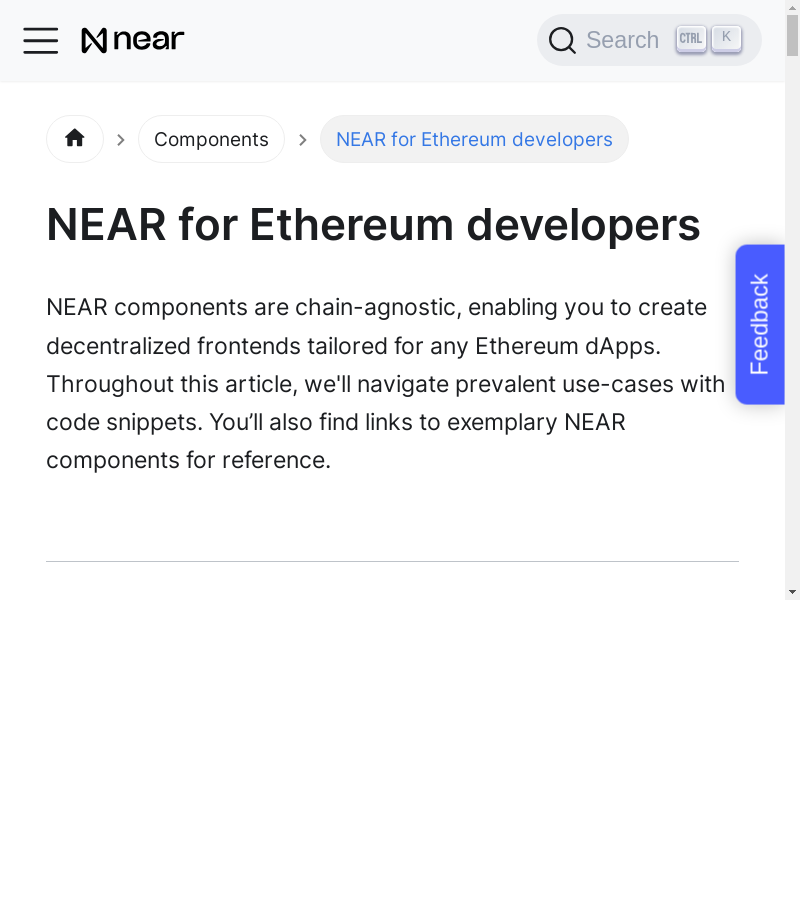 near
Search CTRL K
Components NEAR for Ethereum developers
NEAR for Ethereum developers
NEAR components are chain-agnostic, enabling you to create
decentralized frontends tailored for any Ethereum dApps.
Throughout this article, we'll navigate prevalent use-cases with
code snippets. You’ll also find links to exemplary NEAR
components for reference.
Feedback